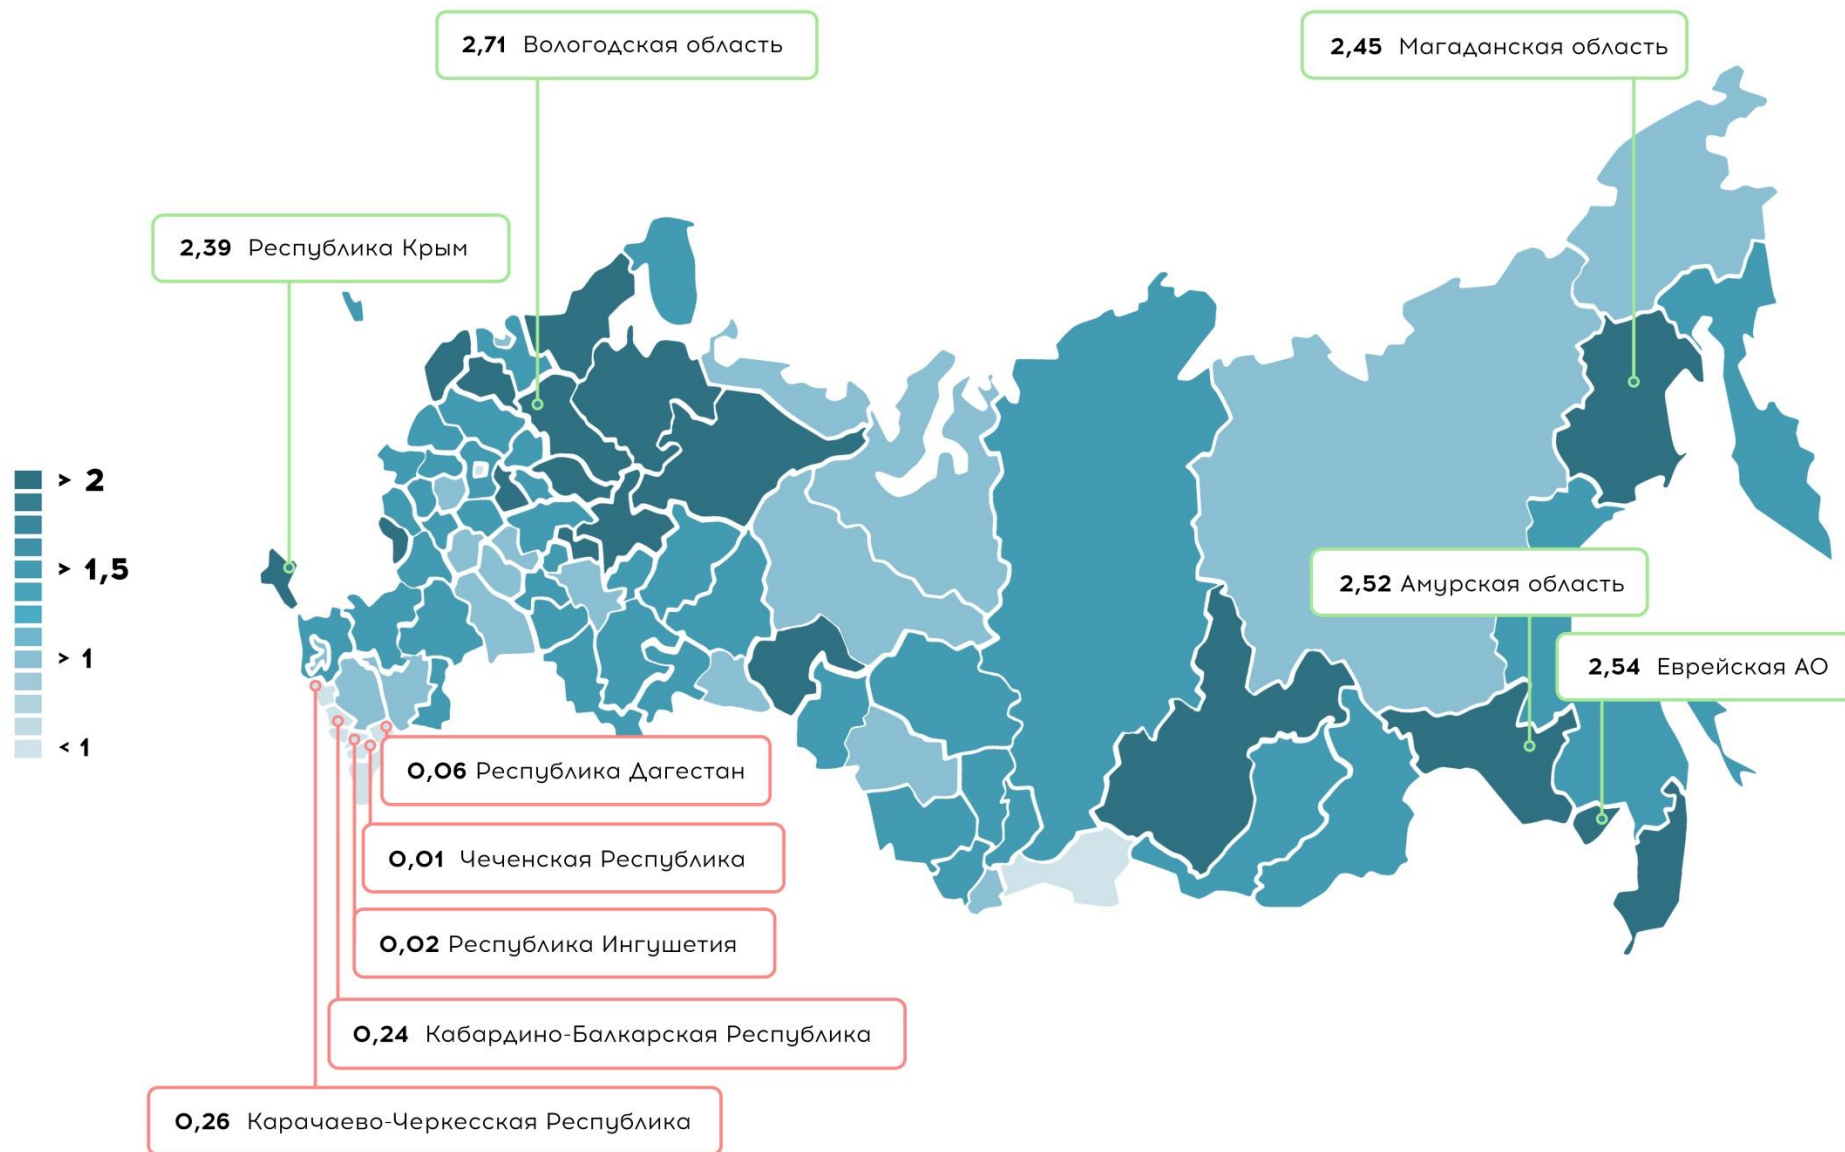 2,71 Вологодская область
2,45 Магаданская область
2,39 Республика Крым
> 2
> 1,5
> 1
< 1
2,52 Амурская область
2,54 Еврейская АО
0,06 Республика Дагестан
0,01 Чеченская Республика
0,02 Республика Ингушетия
0,24 Кабардино-Балкарская Республика
0,26 Карачаево-Черкесская Республика